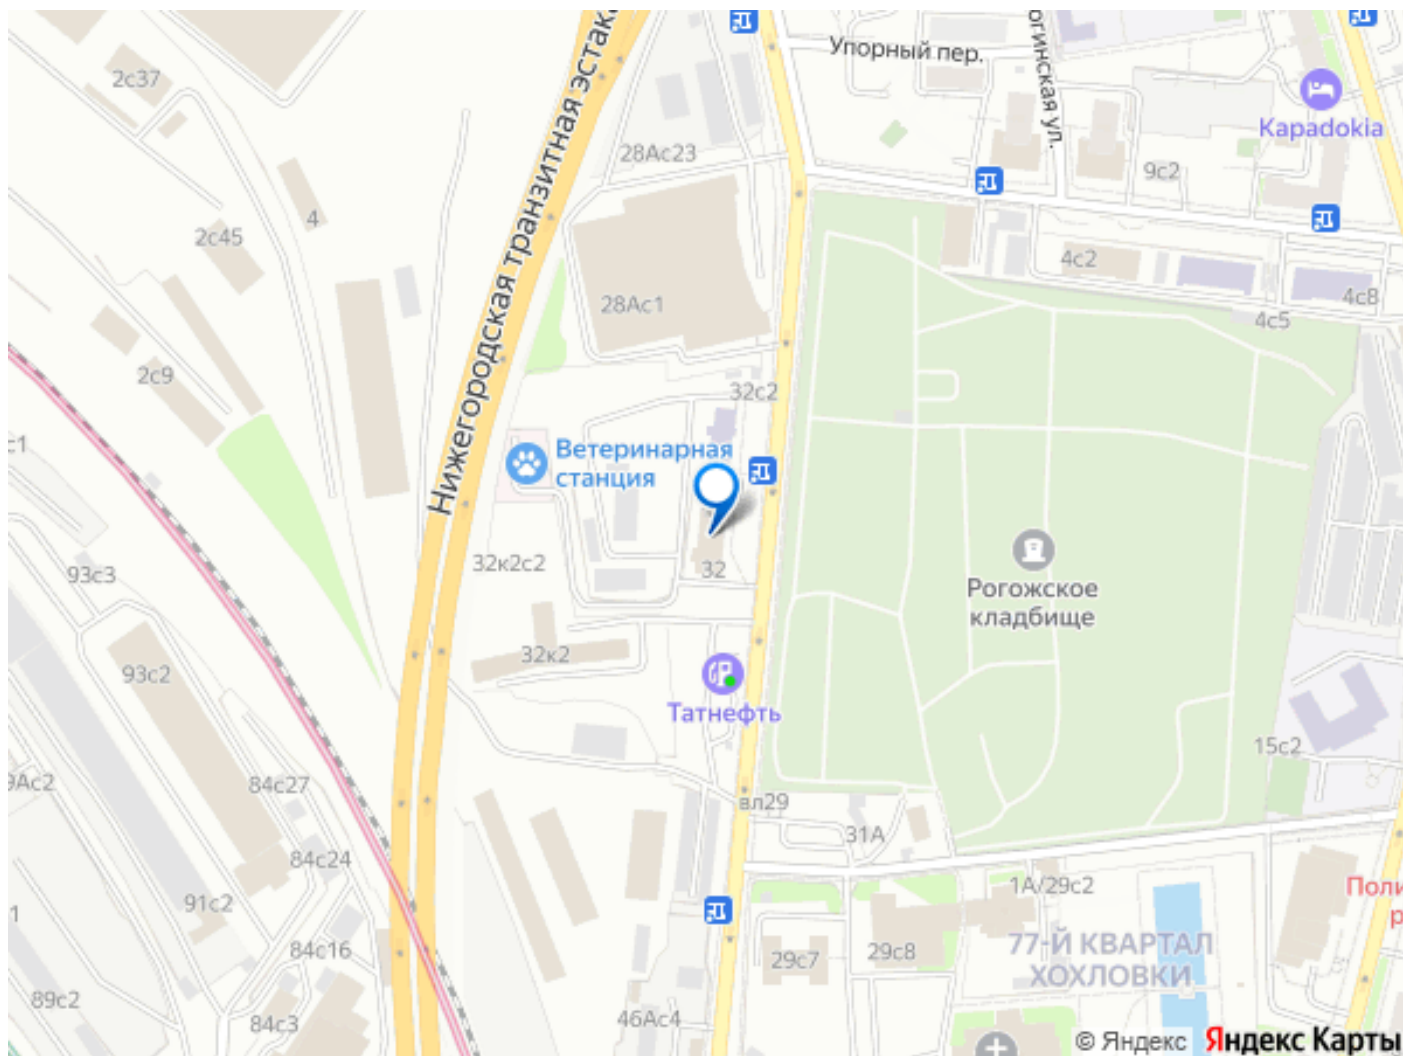 Нижегородская транзитная эстака
Упорный пер.
огинская ул.
Kapadokia
2с37
28Ас23
9с2
4
2с45
4с2
28Ас1
4с8
4с5
2с9
32с2
с1
Ветеринарная
станция
32к2с2
32
93с3
Рогожское
кладбище
32к2
93с2
Татнефть
15с2
9Ас2
84с27
вл29
31А
84с24
1А/29с2
Поли
р
91с2
1
84с16
29с7
29с8
77-Й КВАРТАЛ
ХОХЛОВКИ
89с2
84с3
46Ас4
© Яндекс Яндекс Карты